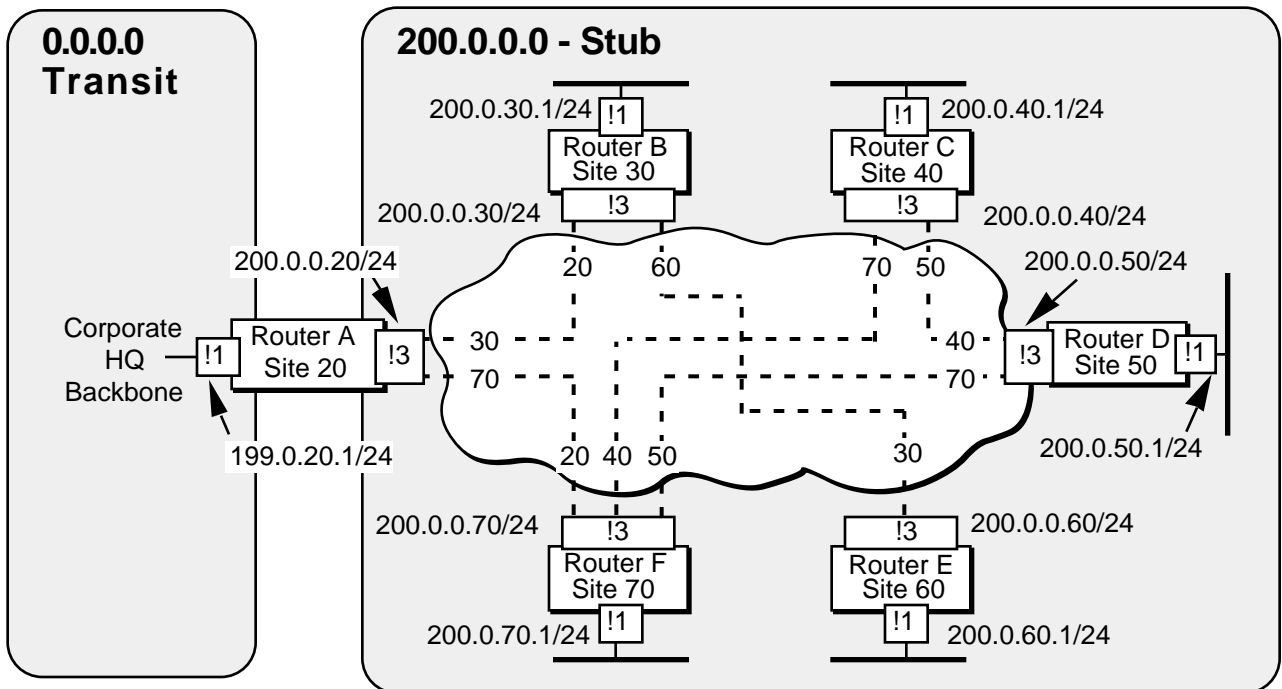 0.0.0.0
Transit
200.0.0.0 - Stub
200.0.30.1/24
!1
Router B
Site 30
!3
200.0.0.30/24
!1
200.0.40.1/24
Router C
Site 40
!3
200.0.0.40/24
200.0.0.20/24
20
60
70
50
200.0.0.50/24
Corporate
HQ
Backbone
!1
Router A
Site 20
!3
30
70
40
70
!3
Router D
Site 50
!1
199.0.20.1/24
200.0.50.1/24
20
40
50
30
200.0.0.70/24
!3
Router F
Site 70
!1
200.0.70.1/24
!3
200.0.0.60/24
Router E
Site 60
!1
200.0.60.1/24